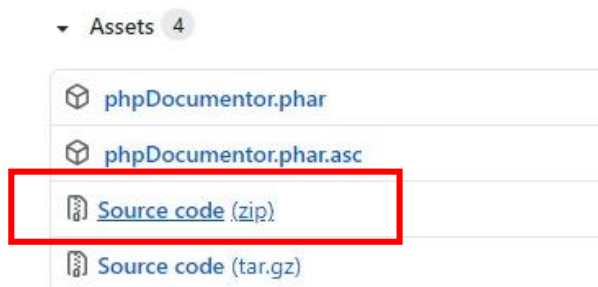 Assets 4
phpDocumentor.phar
phpDocumentor.phar.asc
Source code (zip)
Source code (tar.gz)